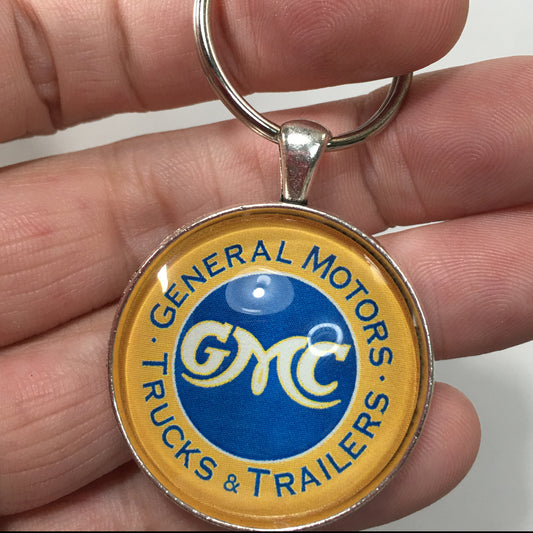 GENERAL MOTORS
GMC
· TRUCKS & TRAILERS ·